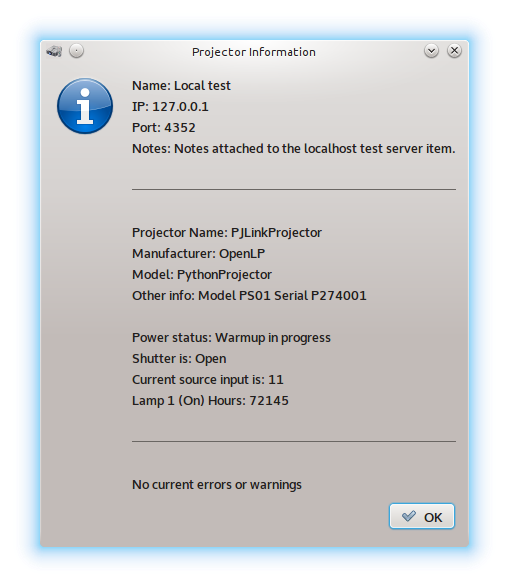 Projector Information
Name: Local test
IP: 127.0.0.1
Port: 4352
Notes: Notes attached to the localhost test server item.
Projector Name: PJLinkProjector
Manufacturer: OpenLP
Model: PythonProjector
Other info: Model PS01 Serial P274001
Power status: Warmup in progress
Shutter is: Open
Current source input is: 11
Lamp 1 (On) Hours: 72145
No current errors or warnings
OK